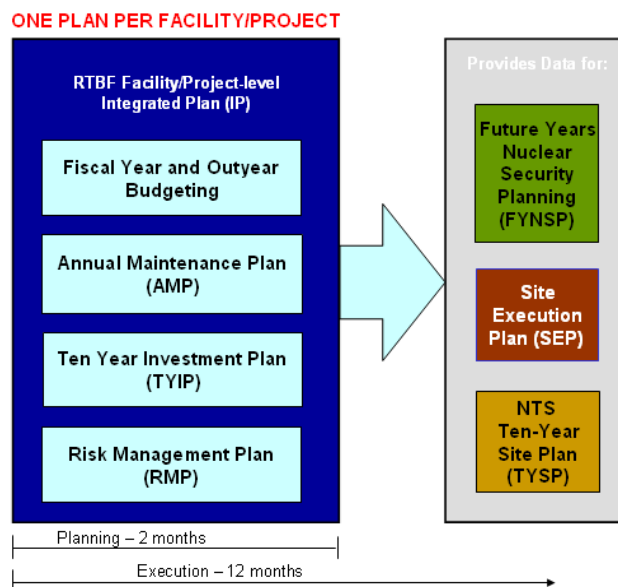 ONE PLAN PER FACILITY/PROJECT
RTBF Facility/Project-level
Integrated Plan (IP)
Fiscal Year and Outyear
Budgeting
Annual Maintenance Plan
(AMP)
Ten Year Investment Plan
(TYIP)
Risk Management Plan
(RMP)
Provides Data for:
Future Years
Nuclear
Security
Planning
(FYNSP)
Site
Execution
Plan (SEP)
NTS
Ten-Year
Site Plan
(TYSP)
Planning – 2 months
Execution – 12 months